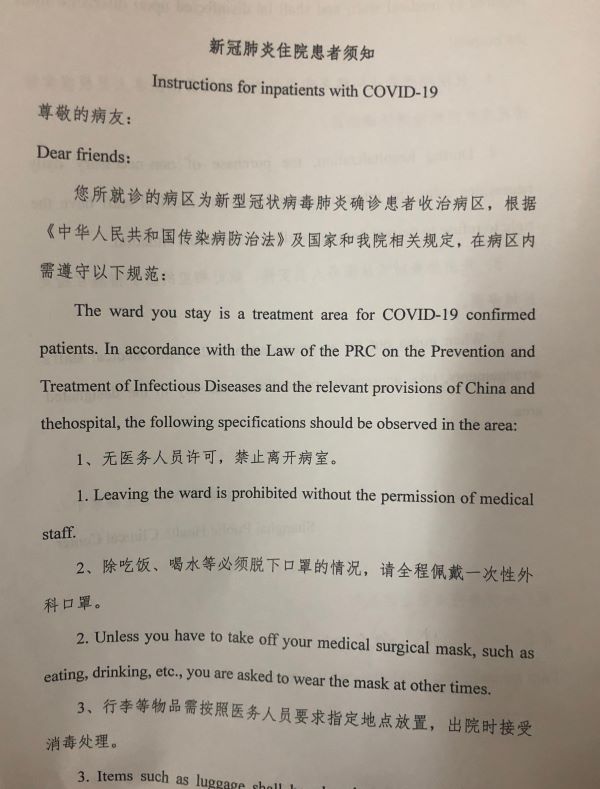 新冠肺炎住院患者须知
Instructions for inpatients with COVID-19
尊敬的病友：
Dear friends:
您所就诊的病区为新型冠状病毒肺炎确诊患者收治病区，根据
《中华人民共和国传染病防治法》及国家和我院相关规定，在病区内
需遵守以下规范：
The ward you stay is a treatment area for COVID-19 confirmed
patients. In accordance with the Law of the PRC on the Prevention and
Treatment of Infectious Diseases and the relevant provisions of China and
thehospital, the following specifications should be observed in the area:
1、无医务人员许可，禁止离开病室。
1. Leaving the ward is prohibited without the permission of medical
staff.
2、除吃饭、喝水等必须脱下口罩的情况，请全程佩戴一次性外
科口罩。
2. Unless you have to take off your medical surgical mask, such as
eating, drinking, etc., you are asked to wear the mask at other times.
3、行李等物品需按照医务人员要求指定地点放置，出院时接受
消毒处理。
3. Items such as luggage shall